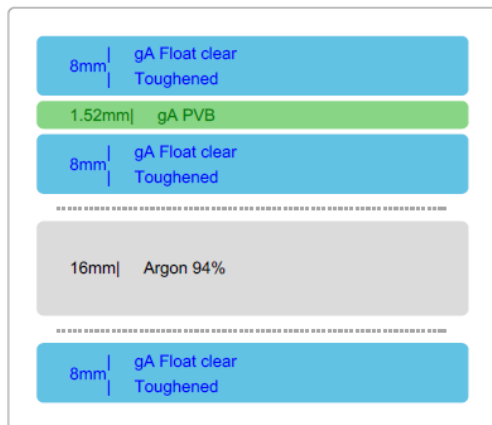 8mm| gA Float clear
Toughened
1.52mm| gA PVB
8mm| gA Float clear
Toughened
16mm| Argon 94%
8mm| gA Float clear
Toughened